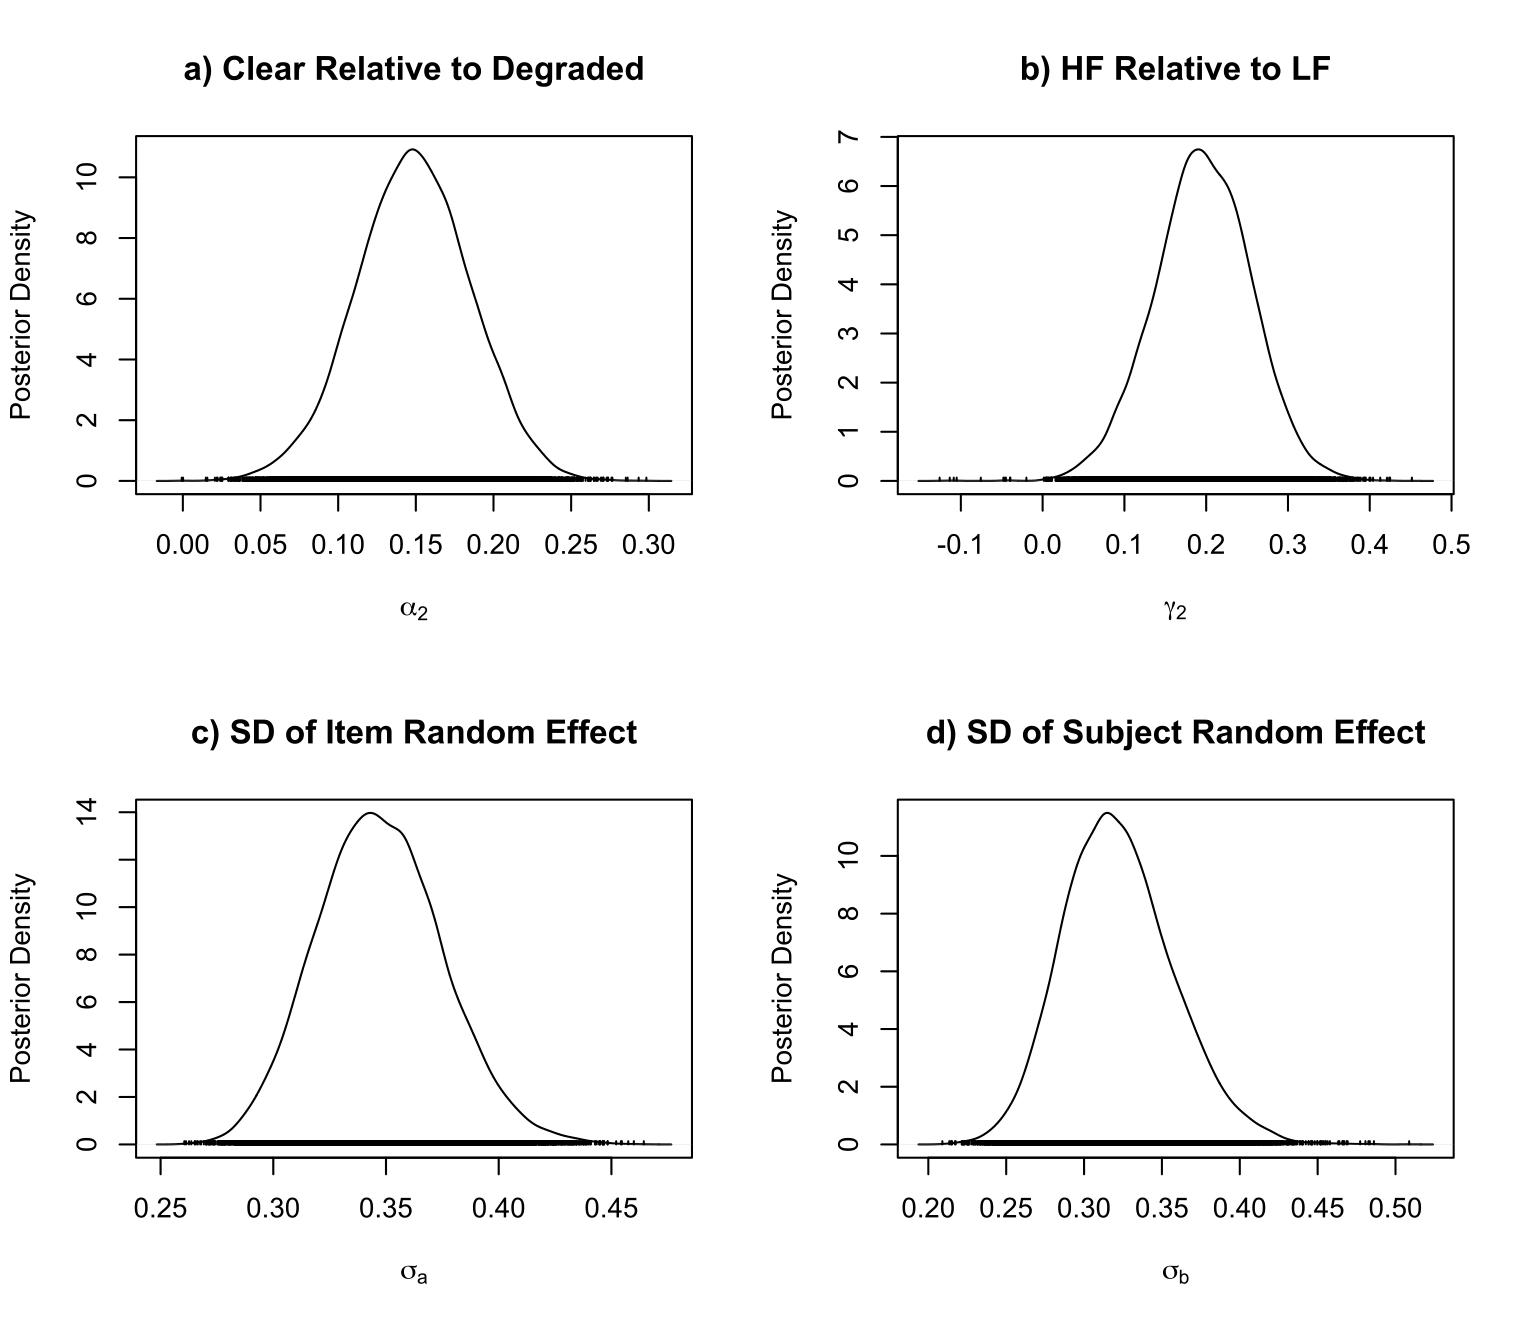 a) Clear Relative to Degraded
Posterior Density
0 2 4 6 8 10
0.00 0.05 0.10 0.15 0.20 0.25 0.30
α2
b) HF Relative to LF
Posterior Density
0 1 2 3 4 5 6 7
-0.1 0.0 0.1 0.2 0.3 0.4 0.5
γ2
c) SD of Item Random Effect
Posterior Density
0 2 4 6 8 10 14
0.25 0.30 0.35 0.40 0.45
σa
d) SD of Subject Random Effect
Posterior Density
0 2 4 6 8 10
0.20 0.25 0.30 0.35 0.40 0.45 0.50
σb